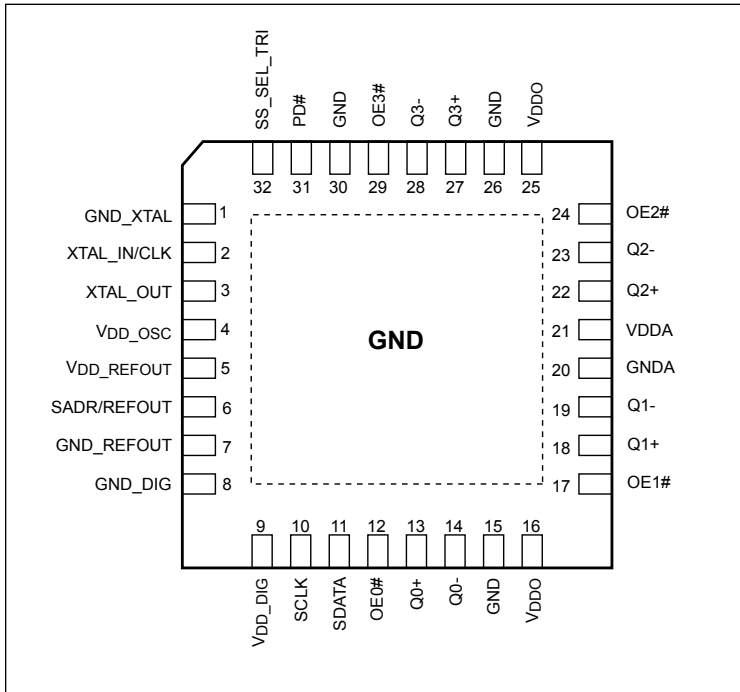 SS_SEL_TRI
PD#
GND
OE3#
Q3-
Q3+
GND
VDDO
32 31 30 29 28 27 26 25
GND_XTAL 1
XTAL_IN/CLK 2
XTAL_OUT 3
VDD_OSC 4
VDD_REFOUT 5
SADR/REFOUT 6
GND_REFOUT 7
GND_DIG 8
GND
24 OE2#
23 Q2-
22 Q2+
21 VDDA
20 GNDA
19 Q1-
18 Q1+
17 OE1#
9 10 11 12 13 14 15 16
VDD_DIG
SCLK
SDATA
OE0#
Q0+
Q0-
GND
VDDO